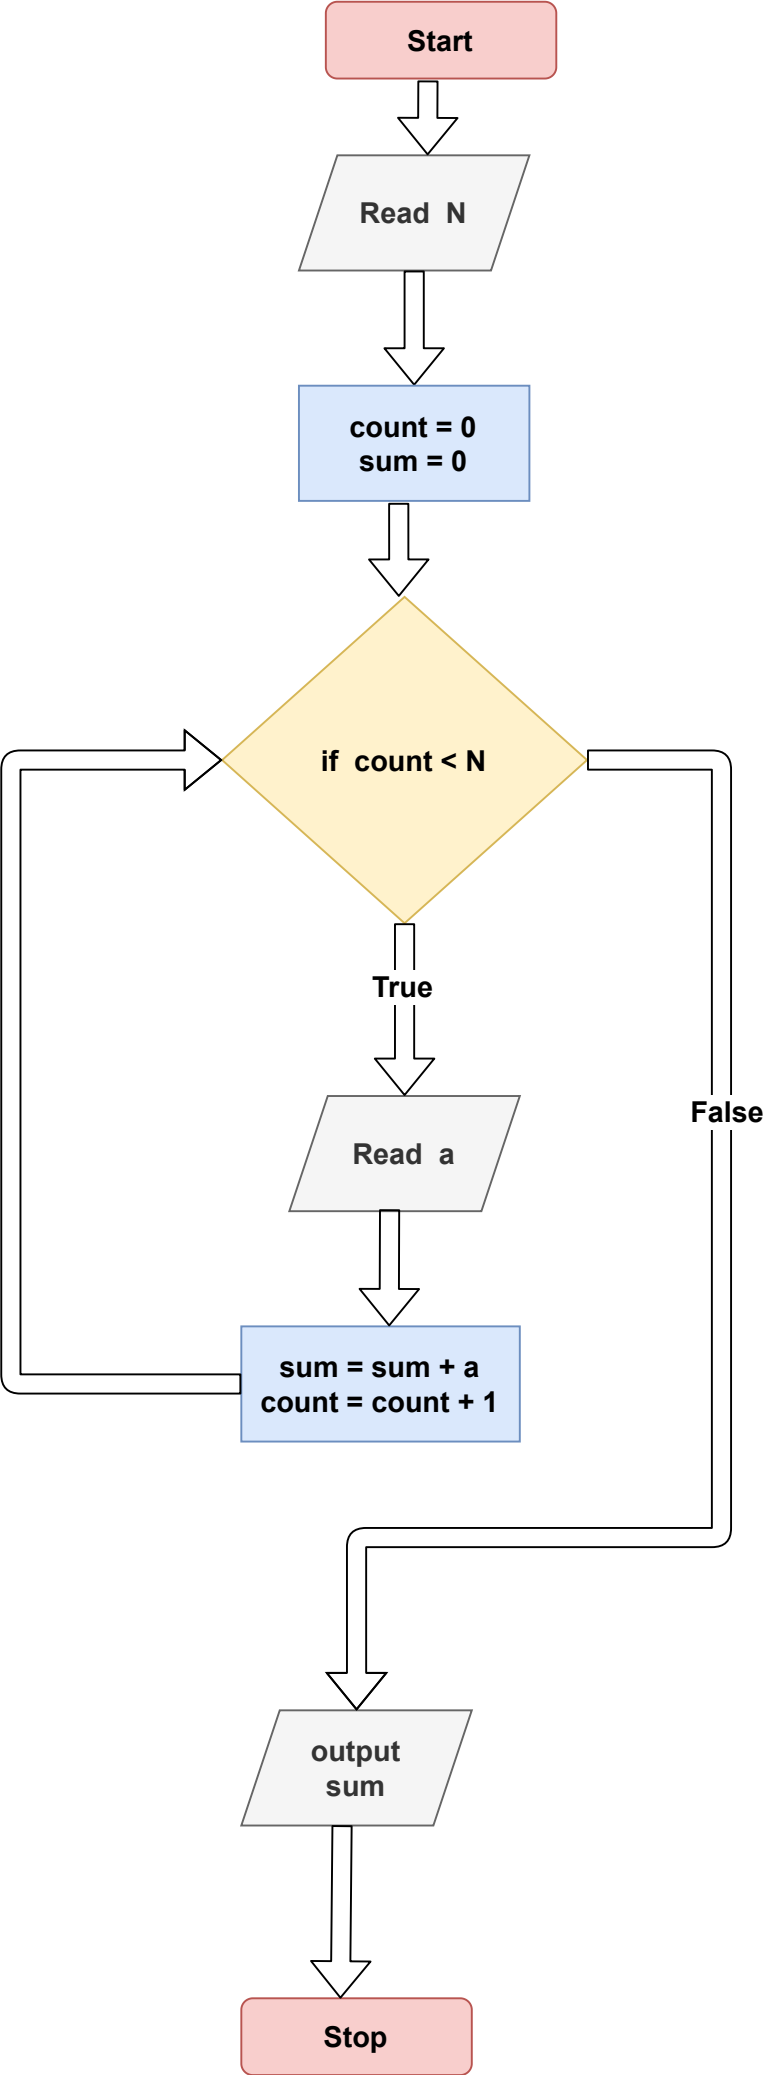 Start
Read N
count = 0
sum = 0
if count < N
True
False
Read a
sum = sum + a
count = count + 1
output
sum
Stop